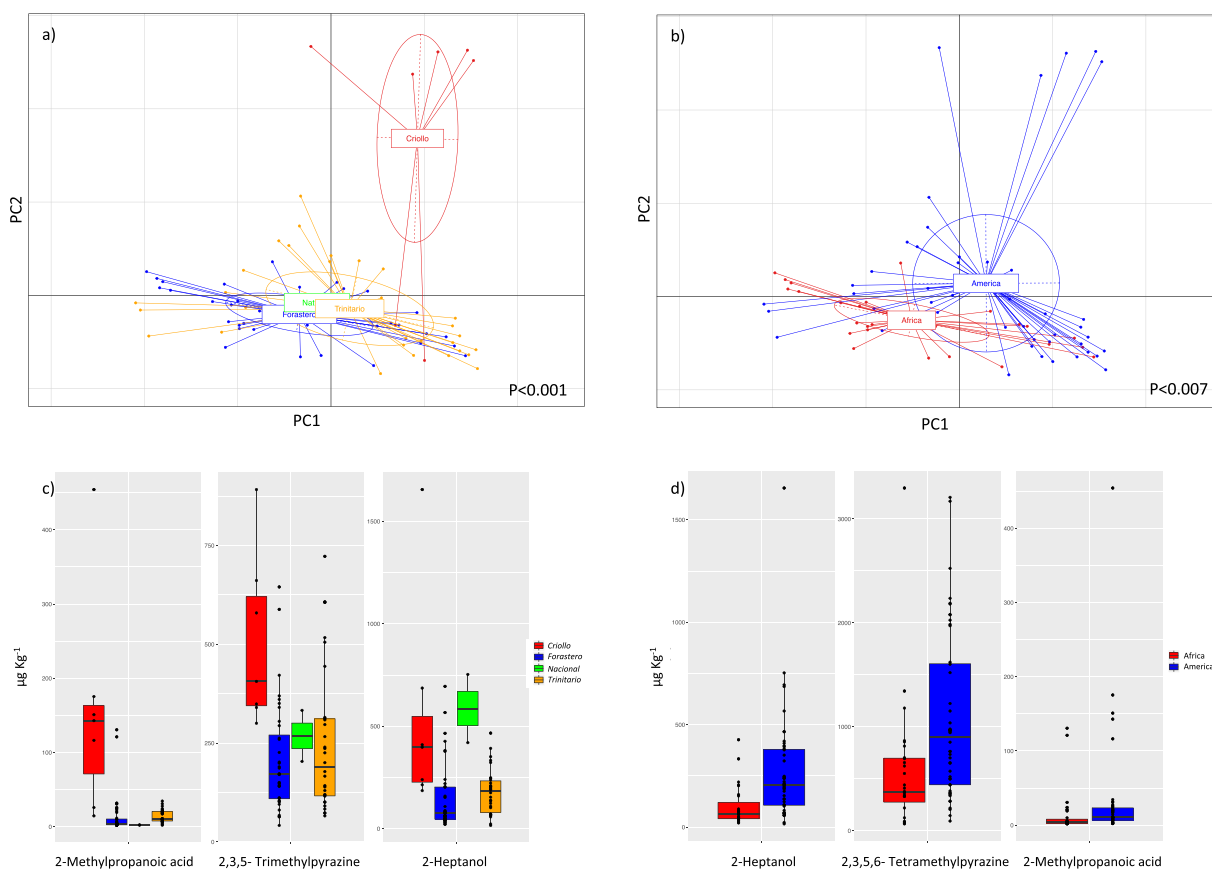 a)
Criollo
Nat
Forastero
Trinitario
PC2
P<0.001
PC1
b)
America
Africa
PC2
P<0.007
PC1
c)
µg Kg-1
400
300
200
100
0
2-Methylpropanoic acid
750
500
250
0
2,3,5- Trimethylpyrazine
1500
1000
500
0
2-Heptanol
Criollo
Forastero
Nacional
Trinitario
d)
µg Kg-1
1500
1000
500
0
2-Heptanol
3000
2000
1000
0
2,3,5,6- Tetramethylpyrazine
400
300
200
100
0
2-Methylpropanoic acid
Africa
America